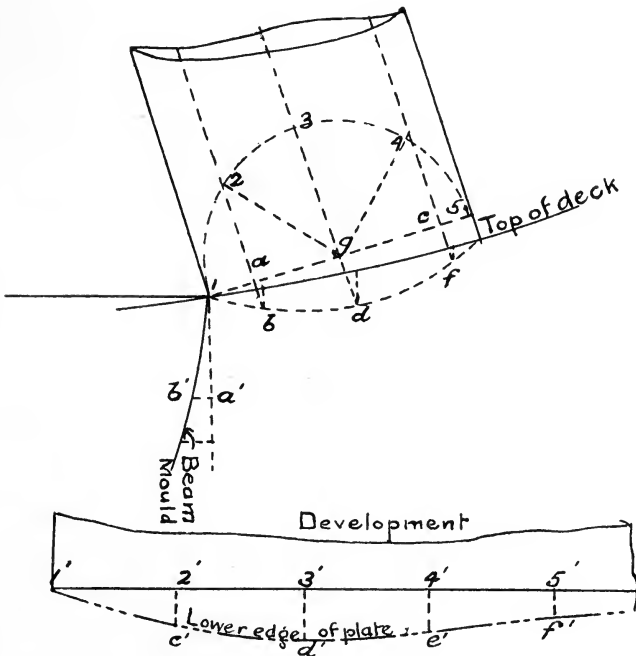 3
2
4
g
c
5
Top of deck
a
1
b
d
f
b'
a'
Beam
Mould
Development
1'
2'
3'
4'
5'
Lower edge of plate
c'
d'
e'
f'